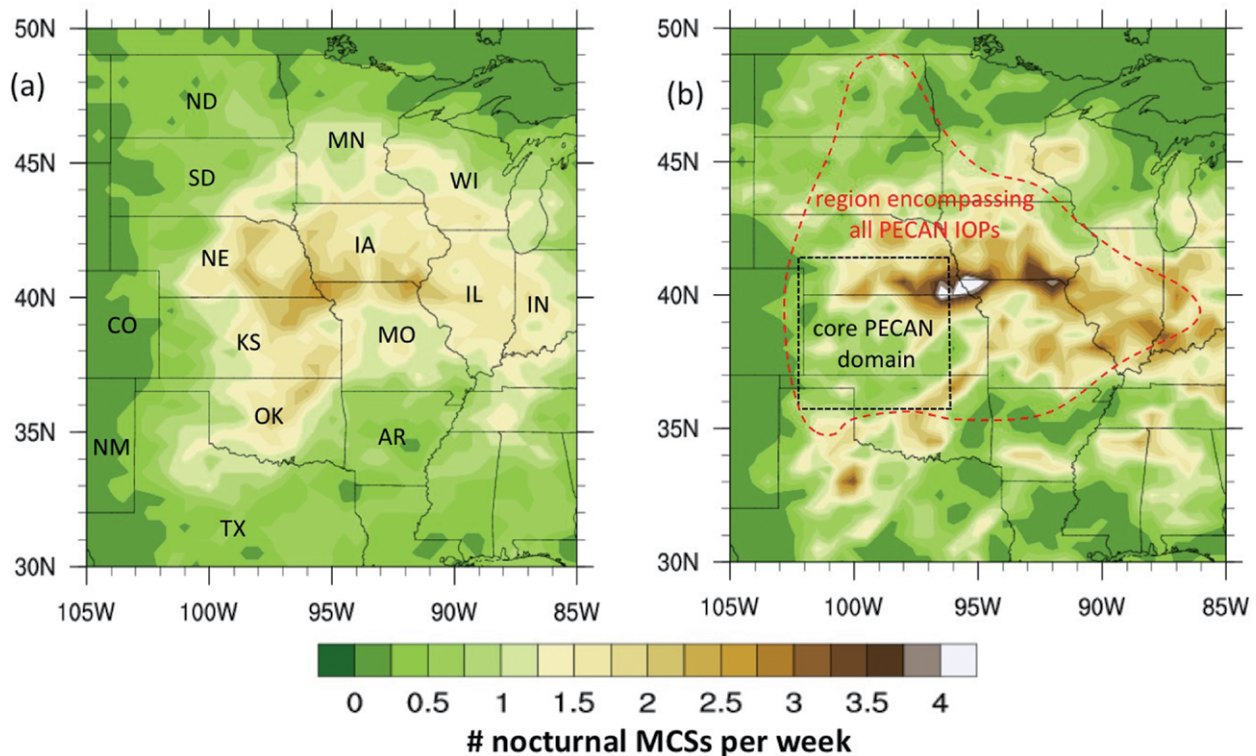 (a)
50N
45N
40N
35N
30N
105W 100W 95W 90W 85W
ND
MN
SD
WI
NE
IA
IL
IN
CO
KS
MO
OK
NM
AR
TX
(b)
50N
45N
40N
35N
30N
105W 100W 95W 90W 85W
region encompassing
all PECAN IOPs
core PECAN
domain
0 0.5 1 1.5 2 2.5 3 3.5 4
# nocturnal MCSs per week